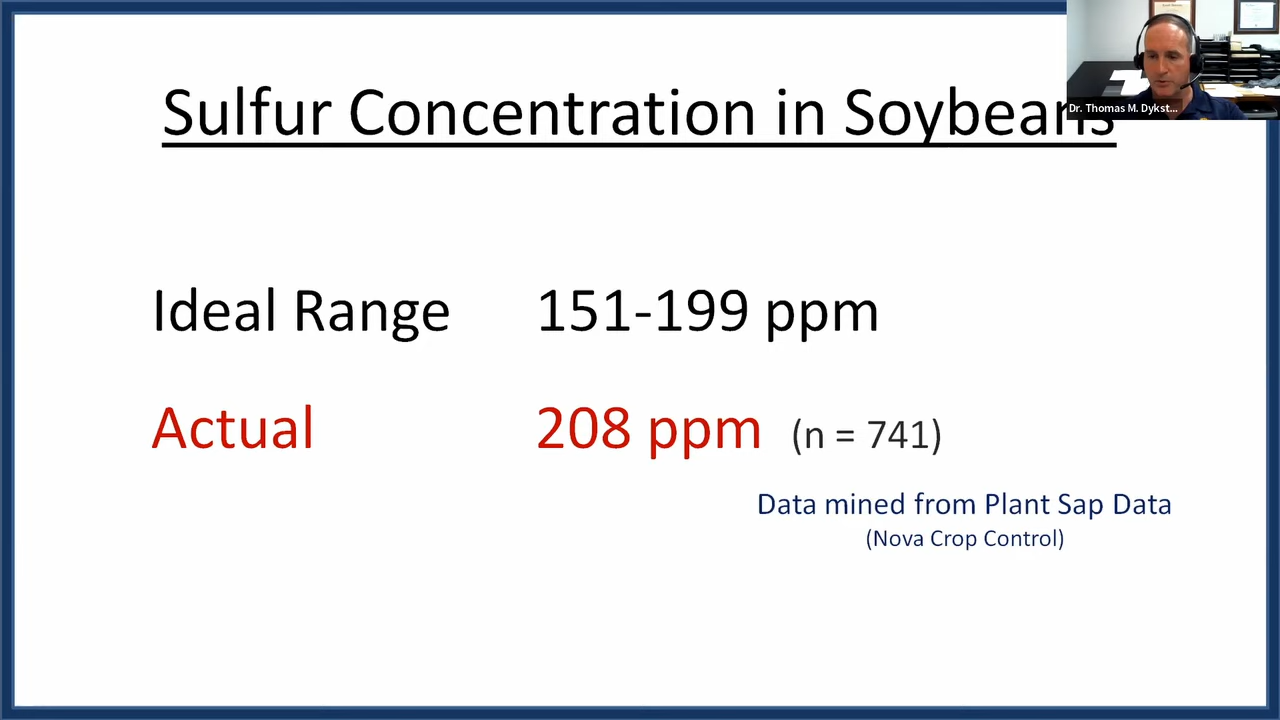 Sulfur Concentration in Soybeans
Dr. Thomas M. Dykst...
Ideal Range 151-199 ppm
Actual 208 ppm (n = 741)
Data mined from Plant Sap Data
(Nova Crop Control)